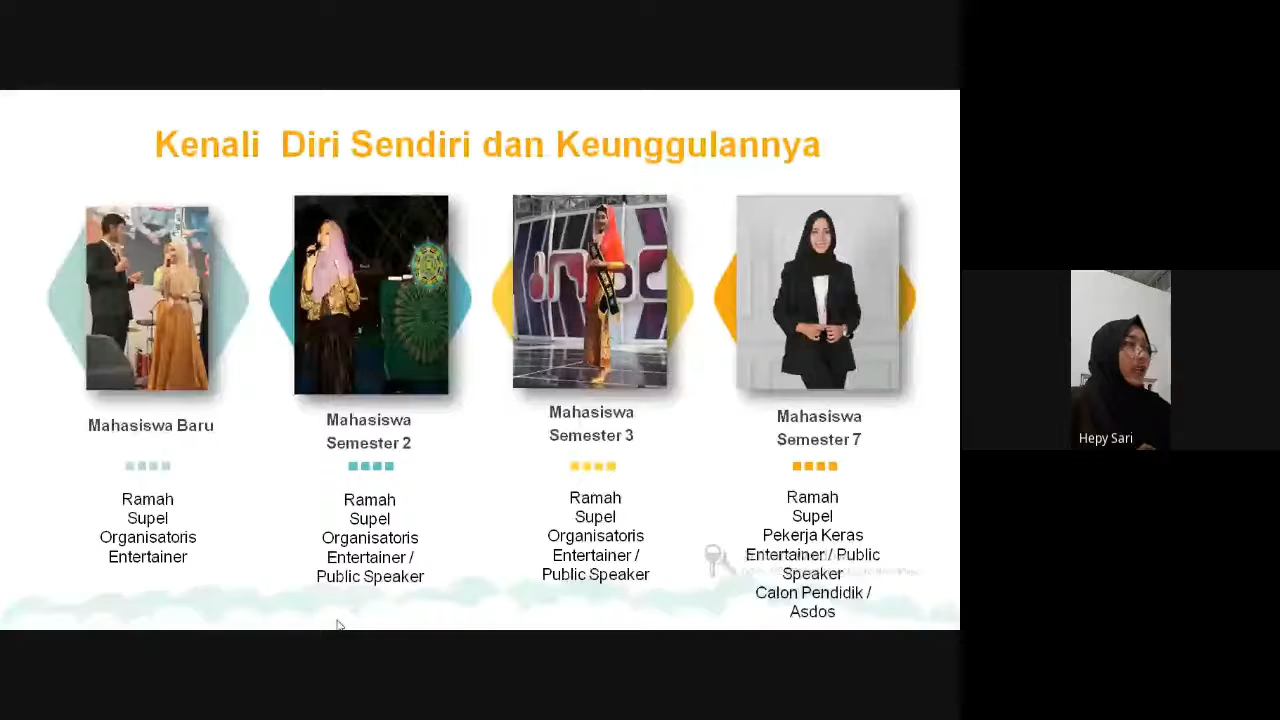 Kenali Diri Sendiri dan Keunggulannya
Mahasiswa Baru
Ramah
Supel
Organisatoris
Entertainer
Mahasiswa
Semester 2
Ramah
Supel
Organisatoris
Entertainer /
Public Speaker
Mahasiswa
Semester 3
Ramah
Supel
Organisatoris
Entertainer /
Public Speaker
Mahasiswa
Semester 7
Ramah
Supel
Pekerja Keras
Entertainer / Public
Speaker
Calon Pendidik /
Asdos
Hepy Sari